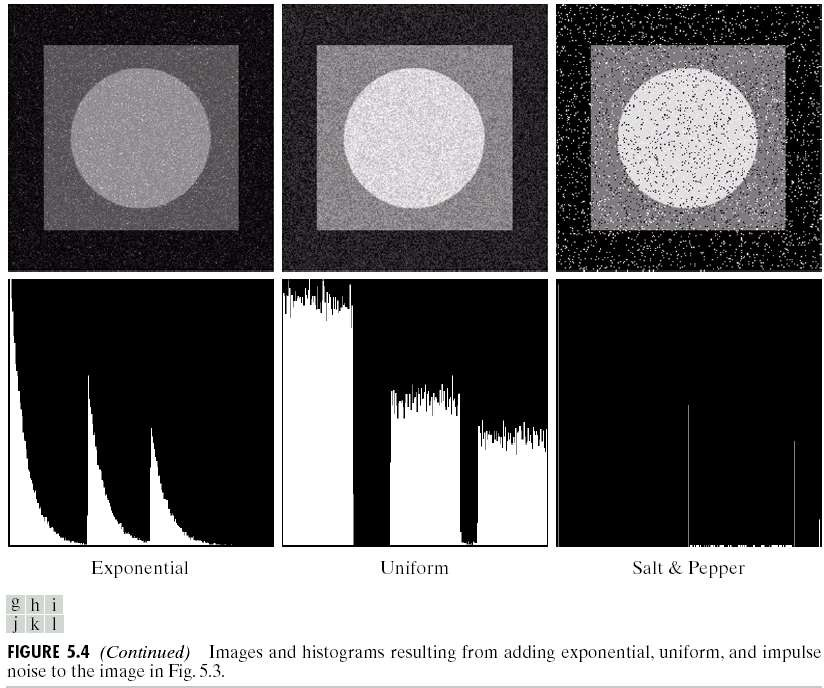 Exponential Uniform Salt & Pepper
g h i
j k l
FIGURE 5.4 (Continued) Images and histograms resulting from adding exponential, uniform, and impulse
noise to the image in Fig. 5.3.